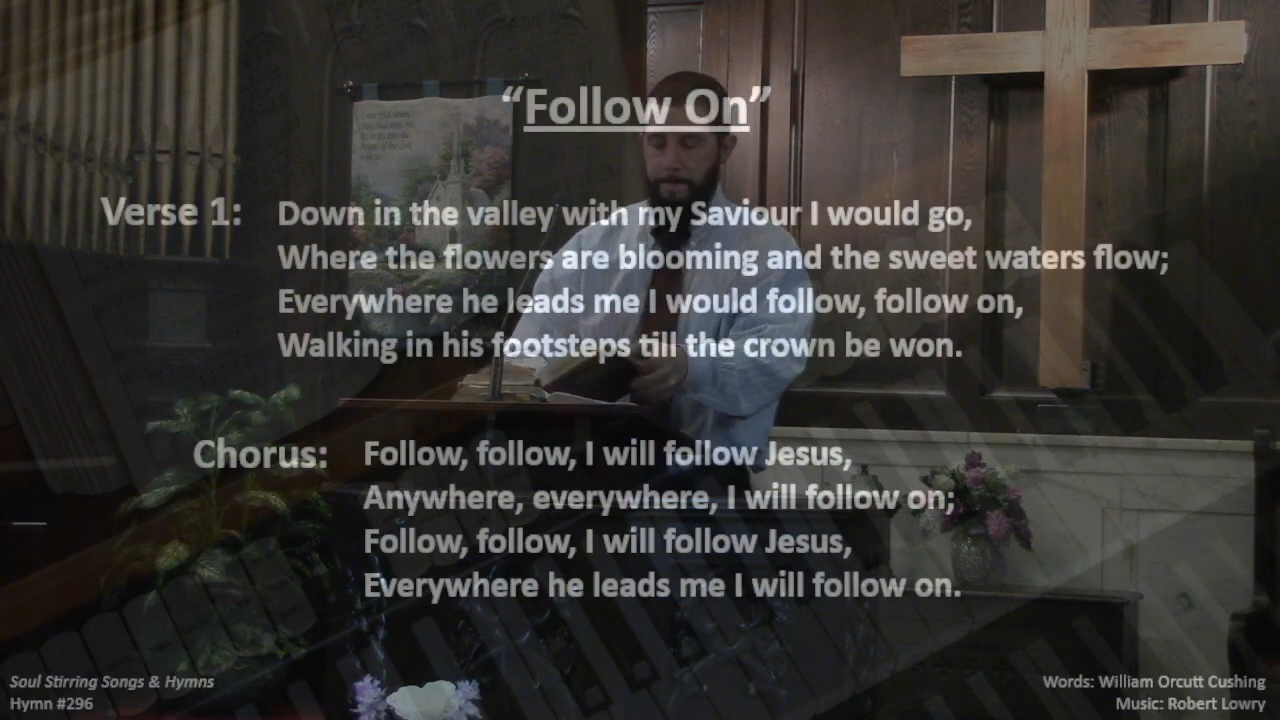 “Follow On”
Verse 1: Down in the valley with my Saviour I would go,
Where the flowers are blooming and the sweet waters flow;
Everywhere he leads me I would follow, follow on,
Walking in his footsteps till the crown be won.
Chorus: Follow, follow, I will follow Jesus,
Anywhere, everywhere, I will follow on;
Follow, follow, I will follow Jesus,
Everywhere he leads me I will follow on.
Soul Stirring Songs & Hymns
Hymn #296
Words: William Orcutt Cushing
Music: Robert Lowry